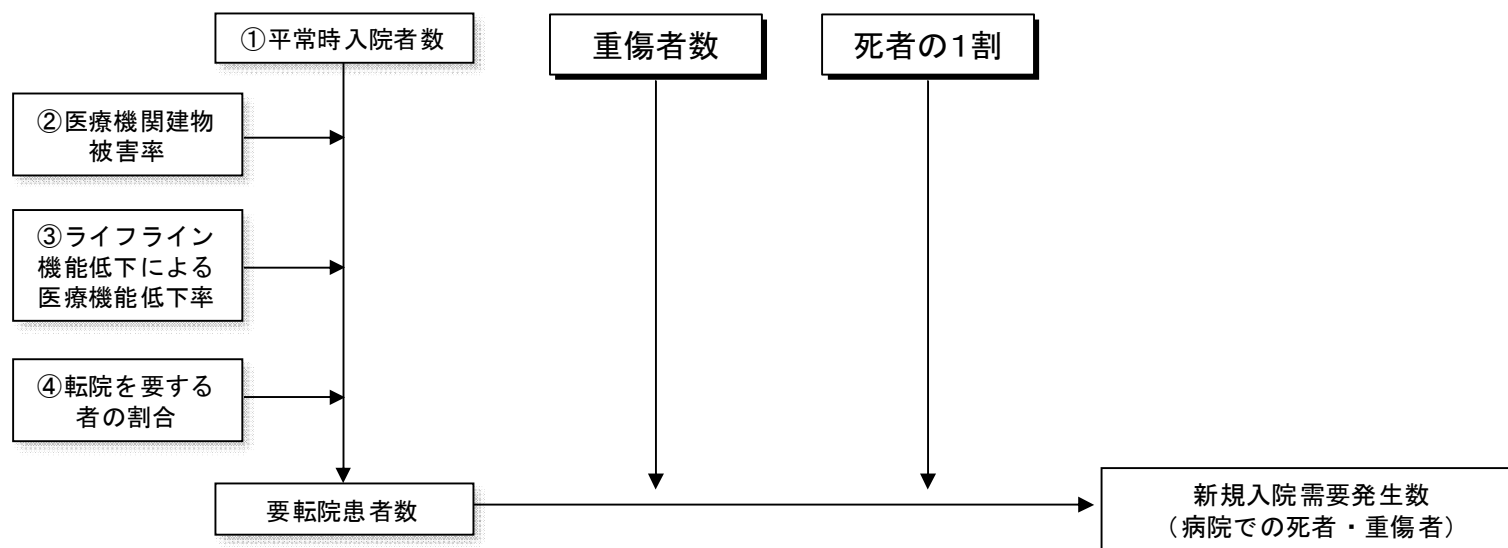 ①平常時入院者数
重傷者数
死者の1割
②医療機関建物
被害率
③ライフライン
機能低下による
医療機能低下率
④転院を要する
者の割合
要転院患者数
新規入院需要発生数
（病院での死者・重傷者）